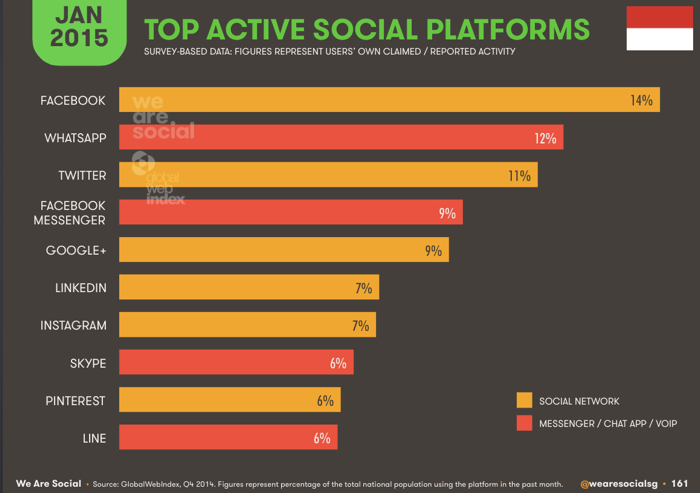 JAN
2015
TOP ACTIVE SOCIAL PLATFORMS
SURVEY-BASED DATA: FIGURES REPRESENT USERS' OWN CLAIMED / REPORTED ACTIVITY
FACEBOOK 14%
we
are
social
WHATSAPP 12%
TWITTER 11%
global
web
index
FACEBOOK
MESSENGER 9%
GOOGLE+ 9%
LINKEDIN 7%
INSTAGRAM 7%
SKYPE 6%
PINTEREST 6%
LINE 6%
SOCIAL NETWORK
MESSENGER / CHAT APP / VOIP
We Are Social • Source: GlobalWebIndex, Q4 2014. Figures represent percentage of the total national population using the platform in the past month. @wearesocialsg • 161